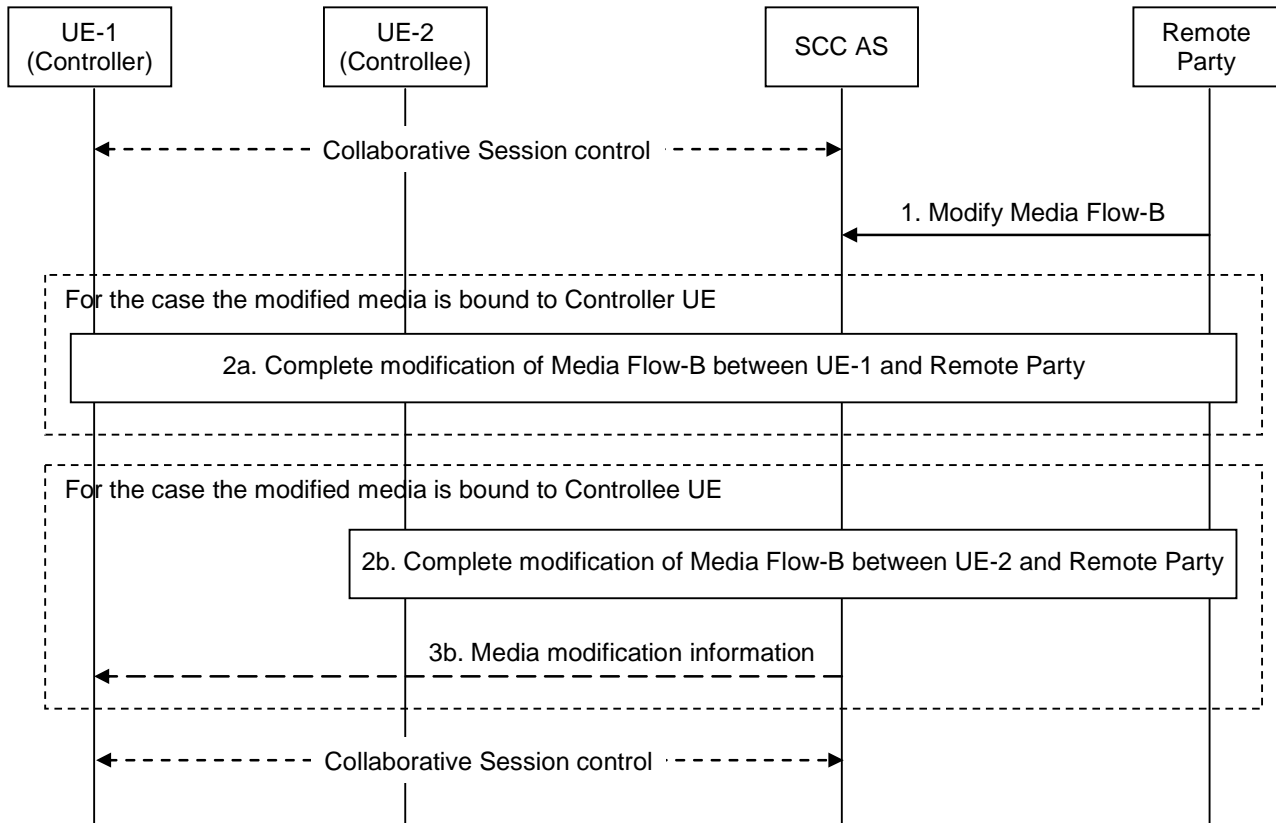 UE-1
(Controller)
UE-2
(Controllee)
SCC AS
Remote
Party
Collaborative Session control
1. Modify Media Flow-B
For the case the modified media is bound to Controller UE
2a. Complete modification of Media Flow-B between UE-1 and Remote Party
For the case the modified media is bound to Controllee UE
2b. Complete modification of Media Flow-B between UE-2 and Remote Party
3b. Media modification information
Collaborative Session control